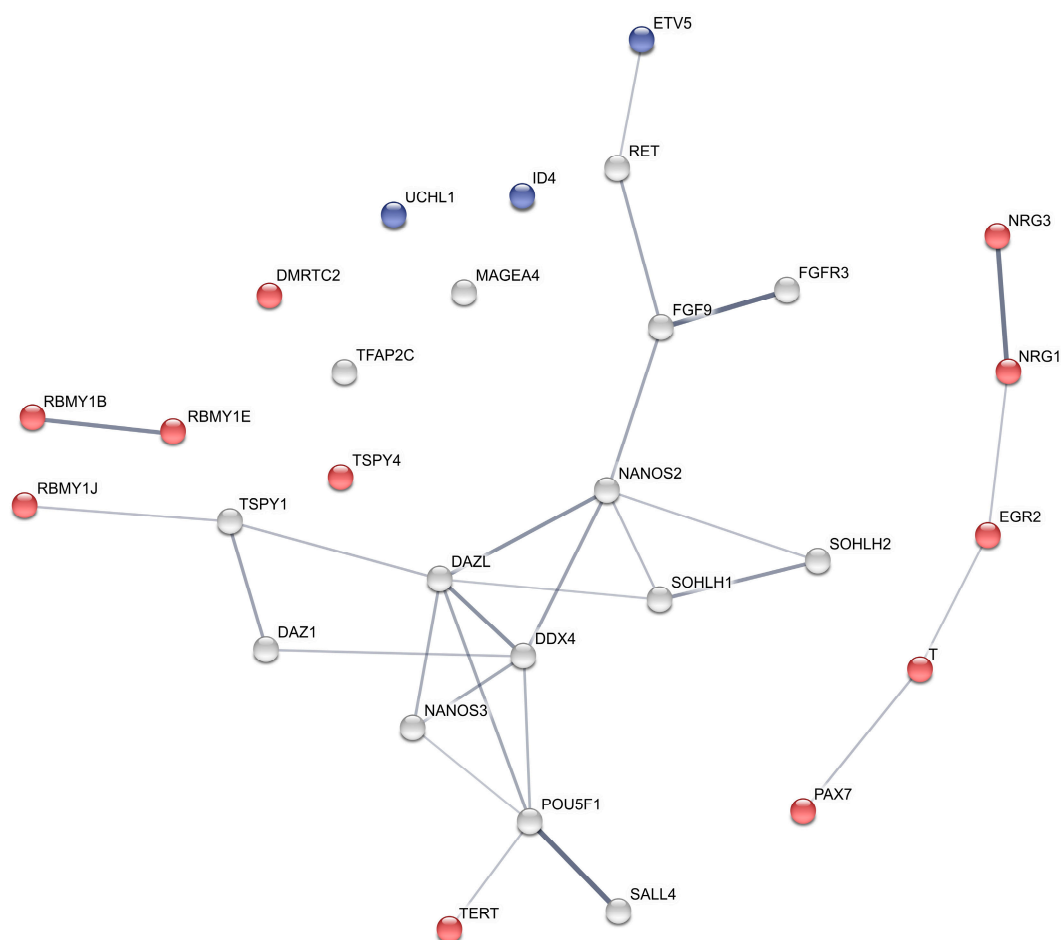 ETV5
RET
ID4
UCHL1
NRG3
DMRTC2
MAGEA4
FGFR3
FGF9
TFAP2C
NRG1
RBMY1B
RBMY1E
TSPY4
NANOS2
RBMY1J
TSPY1
EGR2
SOHLH2
DAZL
SOHLH1
DAZ1
DDX4
T
NANOS3
PAX7
POU5F1
SALL4
TERT